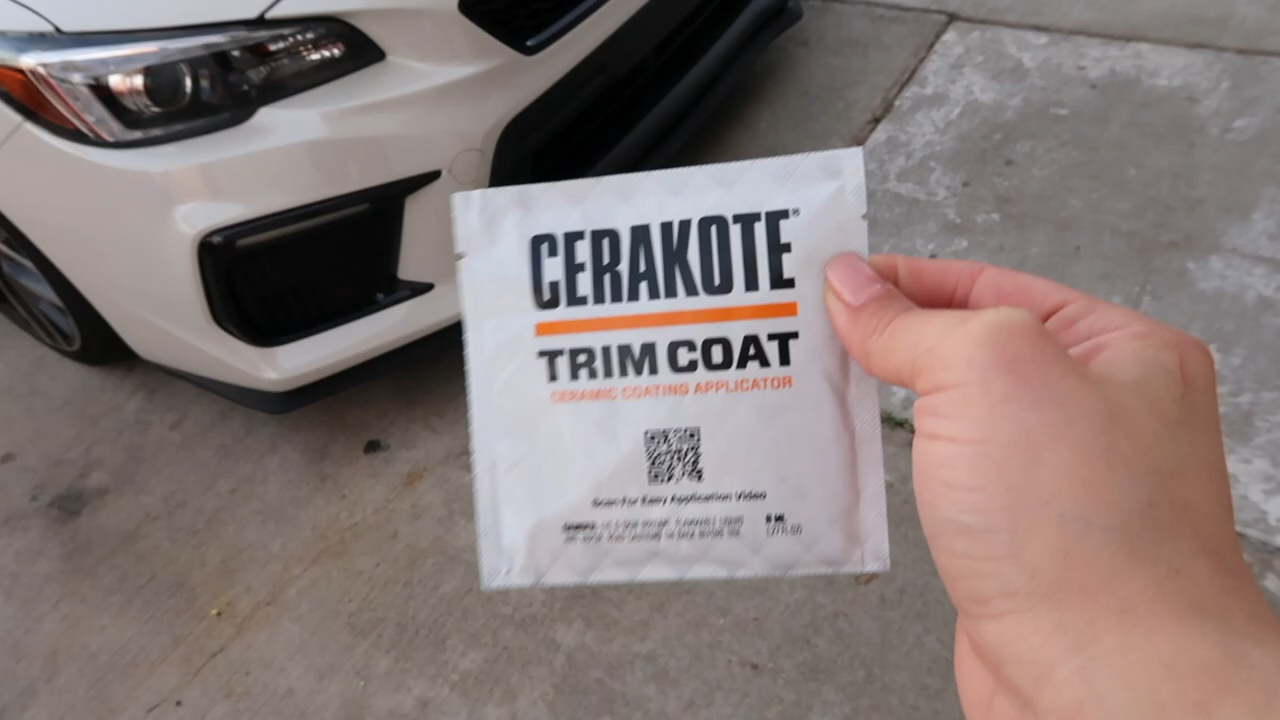 CERAKOTE®
TRIM COAT
CERAMIC COATING APPLICATOR
Scan For Easy Application Video